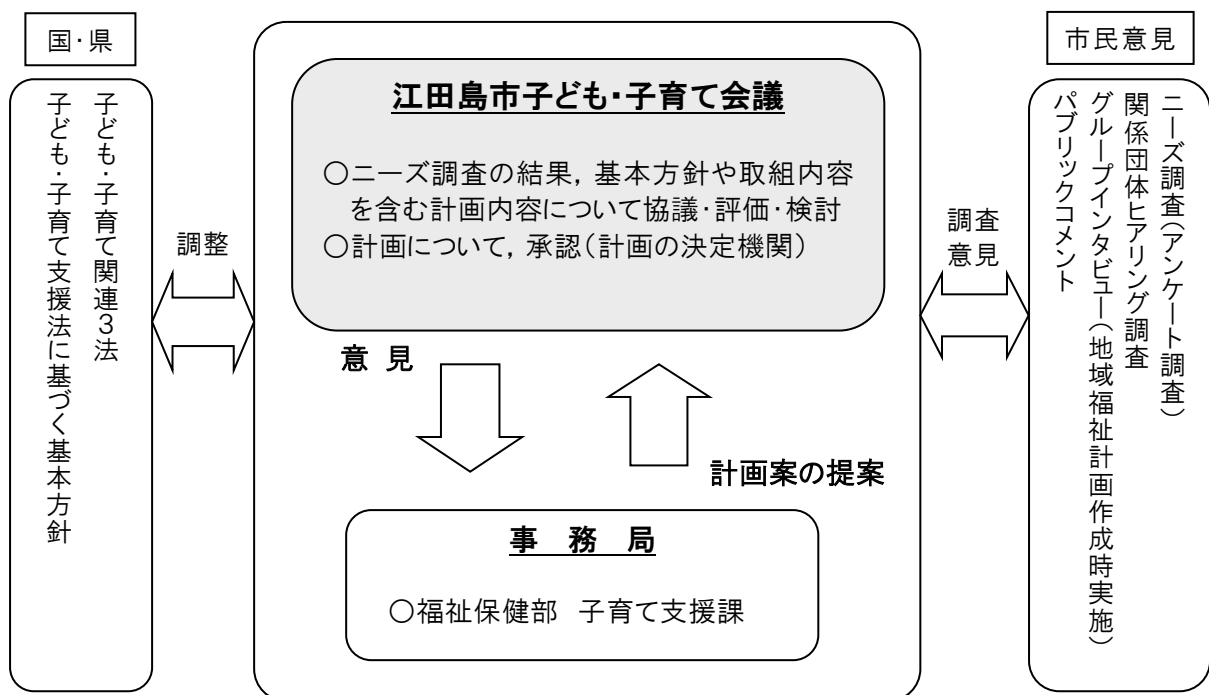 国・県
子ども・子育て関連３法
子ども・子育て支援法に基づく基本方針
調整
江田島市子ども・子育て会議
○ニーズ調査の結果，基本方針や取組内容
を含む計画内容について協議・評価・検討
○計画について，承認（計画の決定機関）
意 見
計画案の提案
事 務 局
○福祉保健部 子育て支援課
調査
意見
市民意見
ニーズ調査（アンケート調査）
関係団体ヒアリング調査
グループインタビュー（地域福祉計画作成時実施）
パブリックコメント